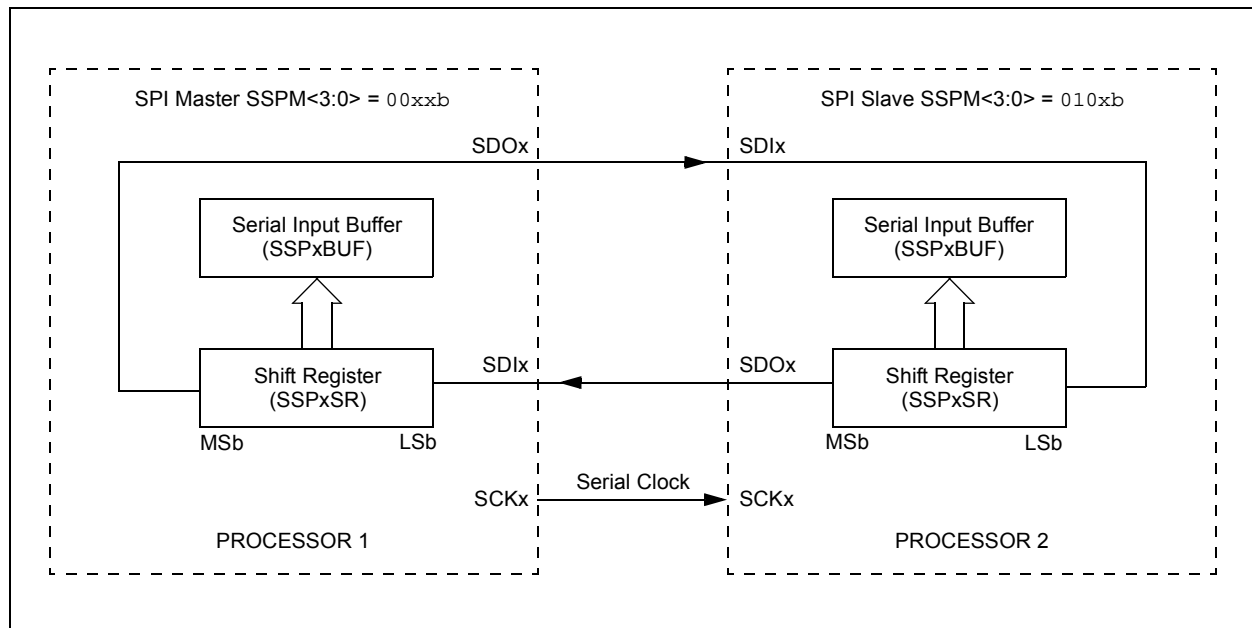 SPI Master SSPM<3:0> = 00xxb
SDOx
Serial Input Buffer
(SSPxBUF)
Shift Register
(SSPxSR)
MSb
LSb
SDIx
SCKx
PROCESSOR 1
Serial Clock
SPI Slave SSPM<3:0> = 010xb
SDIx
Serial Input Buffer
(SSPxBUF)
SDOx
Shift Register
(SSPxSR)
MSb
LSb
SCKx
PROCESSOR 2